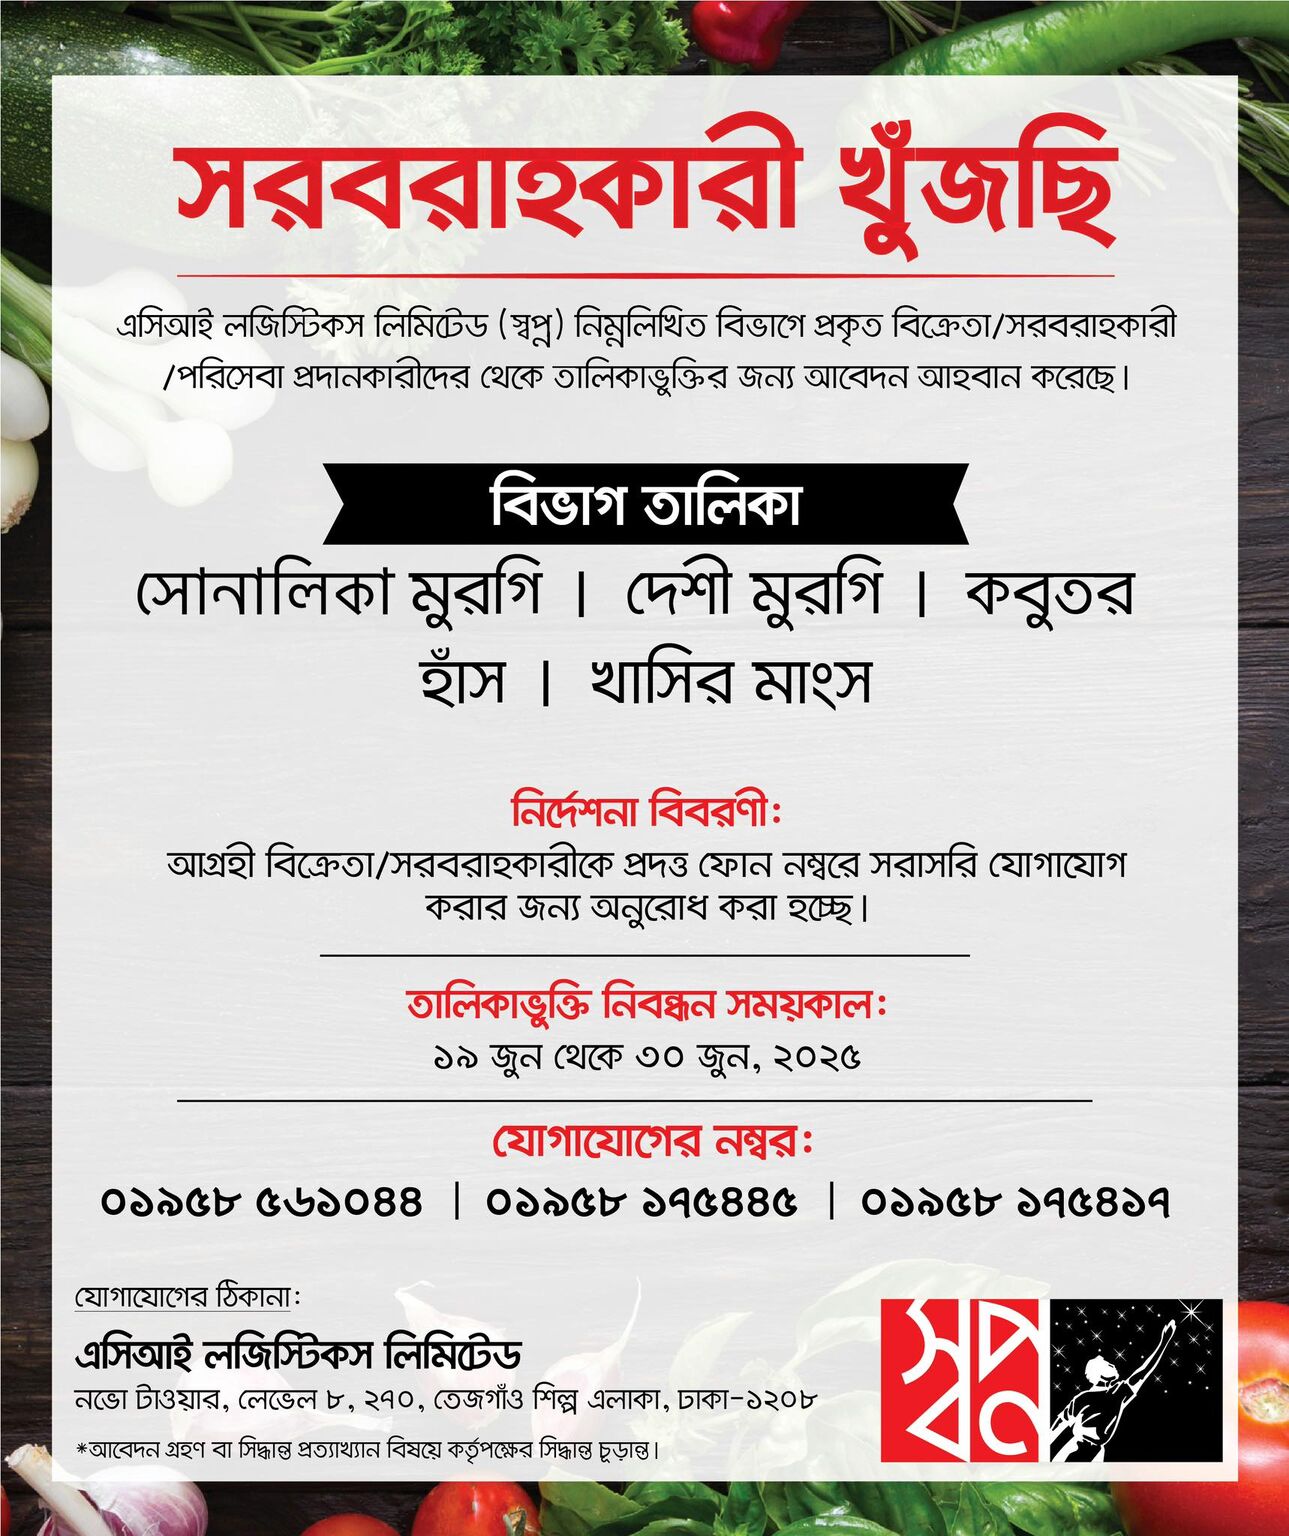 সরবরাহকারী খুঁজছি
এসিআই লজিস্টিকস লিমিটেড (স্বপ্ন) নিম্নলিখিত বিভাগে প্রকৃত বিক্রেতা/সরবরাহকারী
/পরিসেবা প্রদানকারীদের থেকে তালিকাভুক্তির জন্য আবেদন আহবান করেছে।
বিভাগ তালিকা
সোনালিকা মুরগি । দেশী মুরগি । কবুতর
হাঁস । খাসির মাংস
নির্দেশনা বিবরণী:
আগ্রহী বিক্রেতা/সরবরাহকারীকে প্রদত্ত ফোন নম্বরে সরাসরি যোগাযোগ
করার জন্য অনুরোধ করা হচ্ছে।
তালিকাভুক্তি নিবন্ধন সময়কাল:
১৯ জুন থেকে ৩০ জুন, ২০২৫
যোগাযোগের নম্বর:
০১৯৫৮ ৫৬১০৪৪ | ০১৯৫৮ ১৭৫৪৪৫ | ০১৯৫৮ ১৭৫৪১৭
যোগাযোগের ঠিকানা:
এসিআই লজিস্টিকস লিমিটেড
নভো টাওয়ার, লেভেল ৮, ২৭০, তেজগাঁও শিল্প এলাকা, ঢাকা-১২০৮
*আবেদন গ্রহণ বা সিদ্ধান্ত প্রত্যাখ্যান বিষয়ে কর্তৃপক্ষের সিদ্ধান্ত চূড়ান্ত।
স্বপ্ন